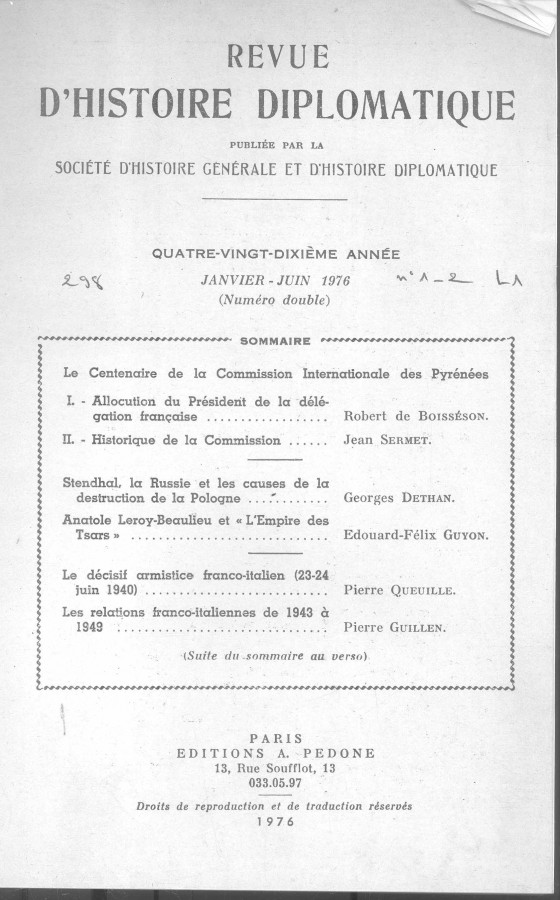 REVUE
D'HISTOIRE DIPLOMATIQUE
PUBLIÉE PAR LA
SOCIÉTÉ D'HISTOIRE GÉNÉRALE ET D'HISTOIRE DIPLOMATIQUE
QUATRE-VINGT-DIXIÈME ANNÉE
298 JANVIER - JUIN 1976 n° 1-2 L1
(Numéro double)
SOMMAIRE
Le Centenaire de la Commission Internationale des Pyrénées
I. - Allocution du Président de la délé-
gation française .................. Robert de BOISSÉSON.
II. - Historique de la Commission ...... Jean SERMET.
Stendhal, la Russie et les causes de la
destruction de la Pologne ............ Georges DETHAN.
Anatole Leroy-Beaulieu et « L'Empire des
Tsars » ............................. Edouard-Félix GUYON.
Le décisif armistice franco-italien (23-24
juin 1940) ........................... Pierre QUEUILLE.
Les relations franco-italiennes de 1943 à
1949 ............................... Pierre GUILLEN.
(Suite du sommaire au verso)
PARIS
EDITIONS A. PEDONE
13, Rue Soufflot, 13
033.05.97
Droits de reproduction et de traduction réservés
1976